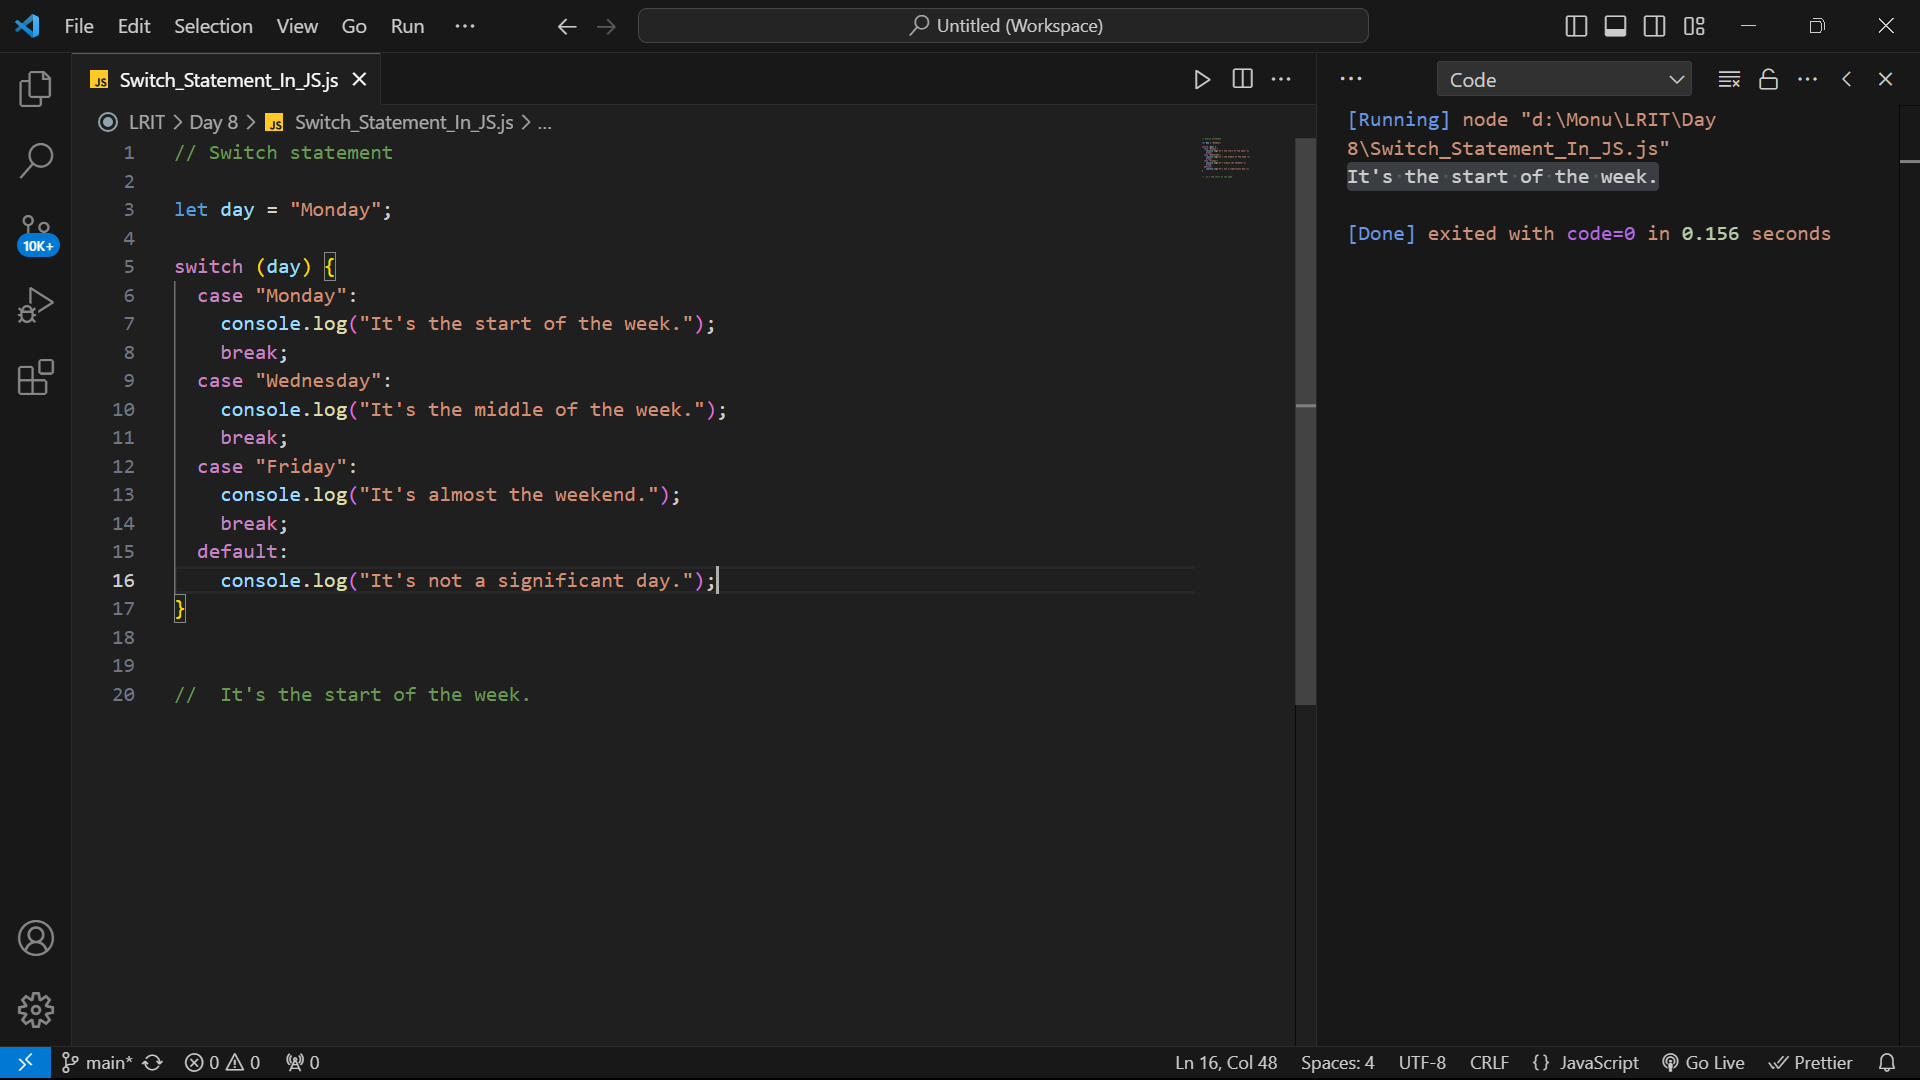 File Edit Selection View Go Run ··· Untitled (Workspace)
JS Switch_Statement_In_JS.js
LRIT > Day 8 > JS Switch_Statement_In_JS.js > ...
10K+
1 // Switch statement
2
3 let day = "Monday";
4
5 switch (day) {
6 case "Monday":
7 console.log("It's the start of the week.");
8 break;
9 case "Wednesday":
10 console.log("It's the middle of the week.");
11 break;
12 case "Friday":
13 console.log("It's almost the weekend.");
14 break;
15 default:
16 console.log("It's not a significant day.");
17 }
18
19
20 //  It's the start of the week.
Code
[Running] node "d:\Monu\LRIT\Day
8\Switch_Statement_In_JS.js"
It's the start of the week.
[Done] exited with code=0 in 0.156 seconds
main* 0 0 0 Ln 16, Col 48 Spaces: 4 UTF-8 CRLF {} JavaScript Go Live Prettier